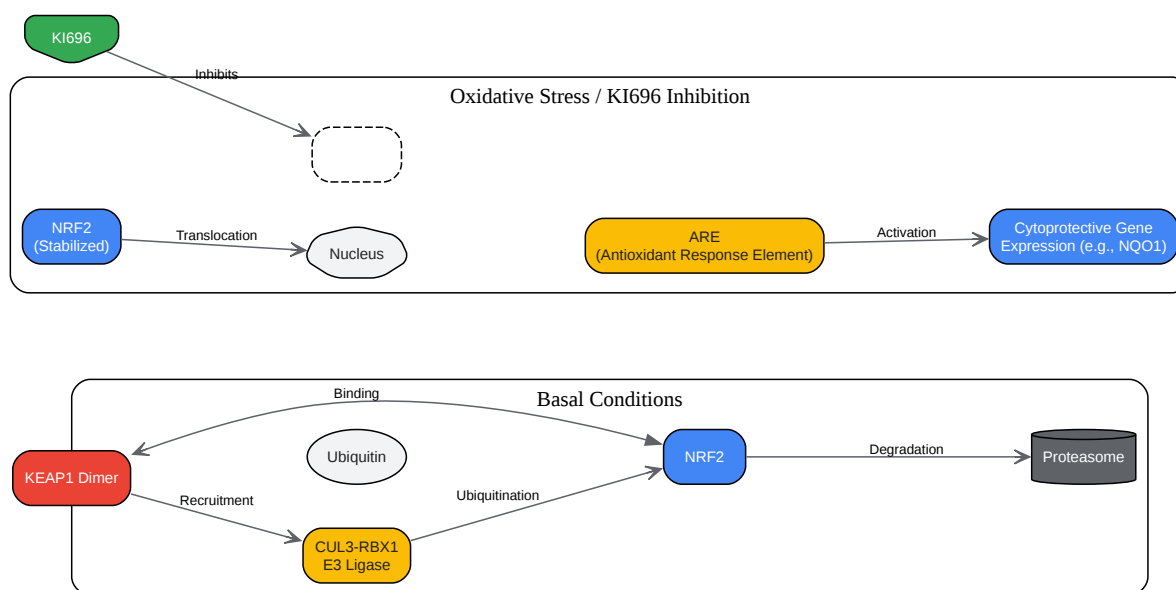 KI696
Inhibits
Oxidative Stress / KI696 Inhibition
NRF2
(Stabilized)
Translocation
Nucleus
ARE
(Antioxidant Response Element)
Activation
Cytoprotective Gene
Expression (e.g., NQO1)
Basal Conditions
Binding
KEAP1 Dimer
Recruitment
Ubiquitin
CUL3-RBX1
E3 Ligase
Ubiquitination
NRF2
Degradation
Proteasome